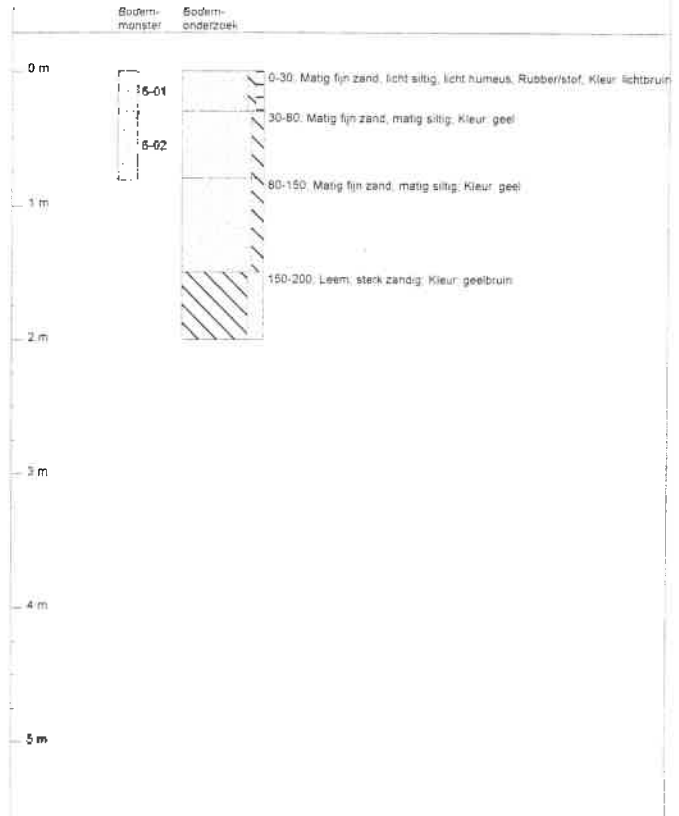 Bodem- Bodem-
monster onderzoek
0 m
6-01
0-30: Matig fijn zand, licht siltig, licht humeus, Rubber/stof, Kleur: lichtbruin
30-80: Matig fijn zand, matig siltig; Kleur: geel
6-02
80-150: Matig fijn zand, matig siltig; Kleur: geel
1 m
150-200: Leem, sterk zandig; Kleur: geelbruin
2 m
3 m
4 m
5 m